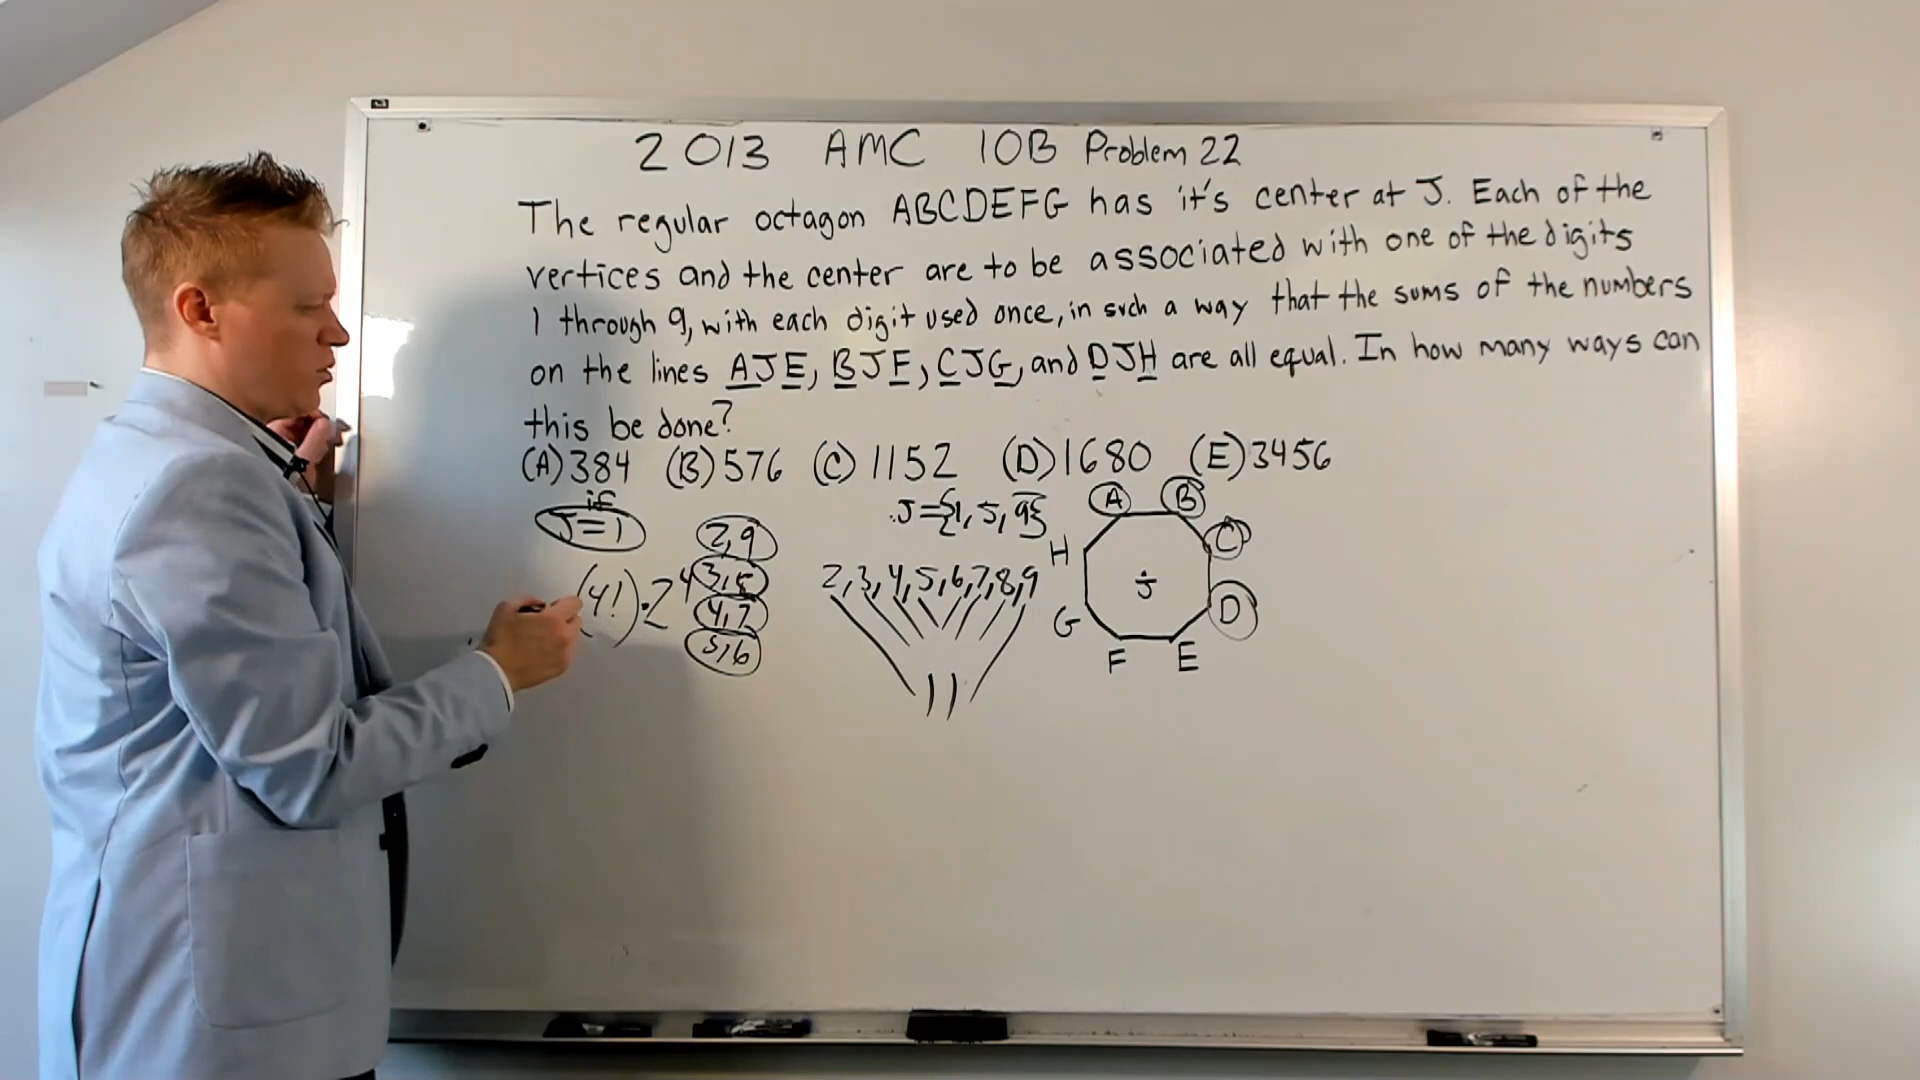 2013 AMC 10B Problem 22
The regular octagon ABCDEFG has it's center at J. Each of the
vertices and the center are to be associated with one of the digits
1 through 9, with each digit used once, in such a way that the sums of the numbers
on the lines AJE, BJF, CJG, and DJH are all equal. In how many ways can
this be done?
(A) 384 (B) 576 (C) 1152 (D) 1680 (E) 3456
if
J=1
(4!)·2^4
2,9
3,8
4,7
5,6
J={1,5,9}
2,3,4,5,6,7,8,9
11
A B
C
H
J
D
G
F E